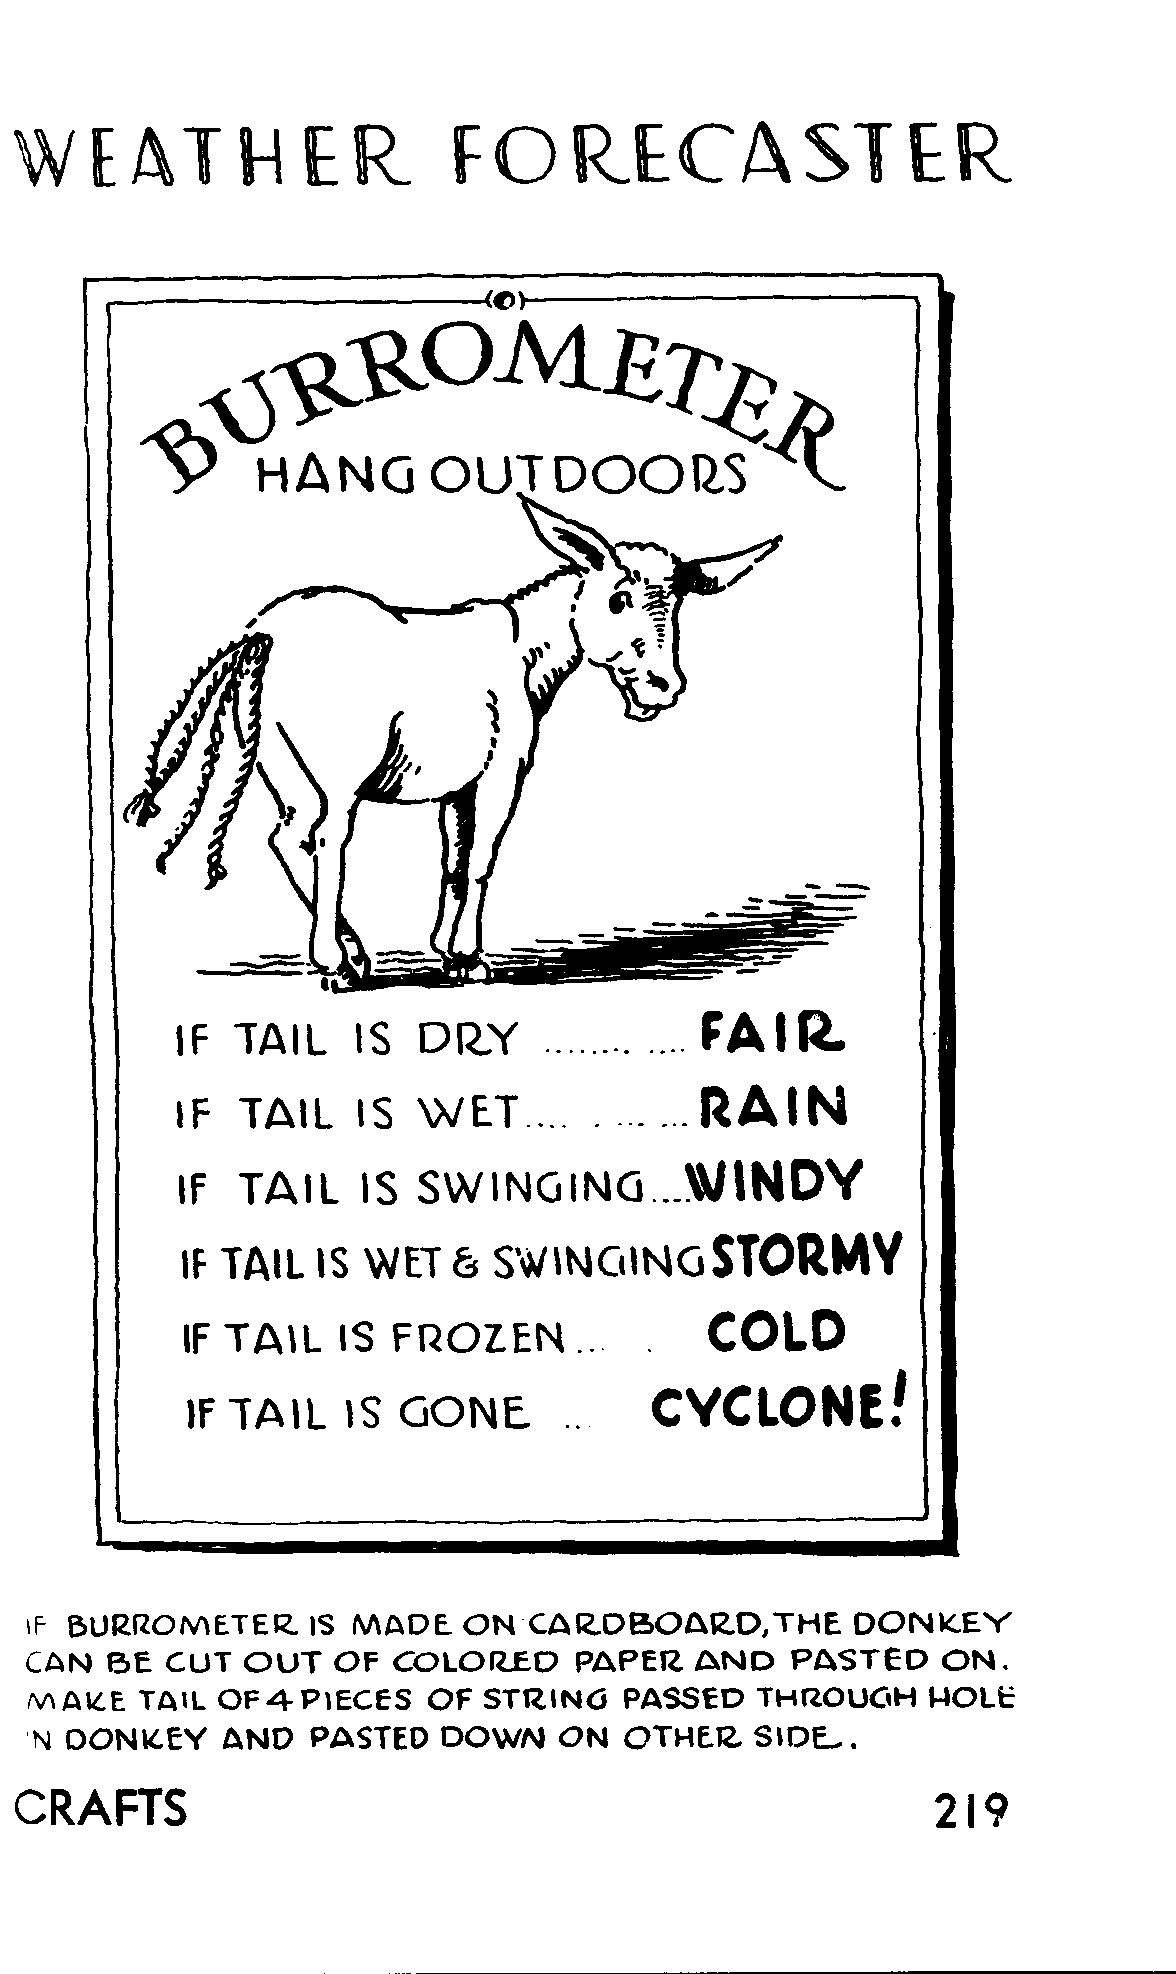 WEATHER FORECASTER
BURROMETER
HANG OUTDOORS
IF TAIL IS DRY ........ .... FAIR
IF TAIL IS WET.... . ... ... RAIN
IF TAIL IS SWINGING....WINDY
IF TAIL IS WET & SWINGING STORMY
IF TAIL IS FROZEN... . COLD
IF TAIL IS GONE ... CYCLONE!
IF BURROMETER IS MADE ON CARDBOARD, THE DONKEY
CAN BE CUT OUT OF COLORED PAPER AND PASTED ON.
MAKE TAIL OF 4 PIECES OF STRING PASSED THROUGH HOLE
'N DONKEY AND PASTED DOWN ON OTHER SIDE.
CRAFTS 219